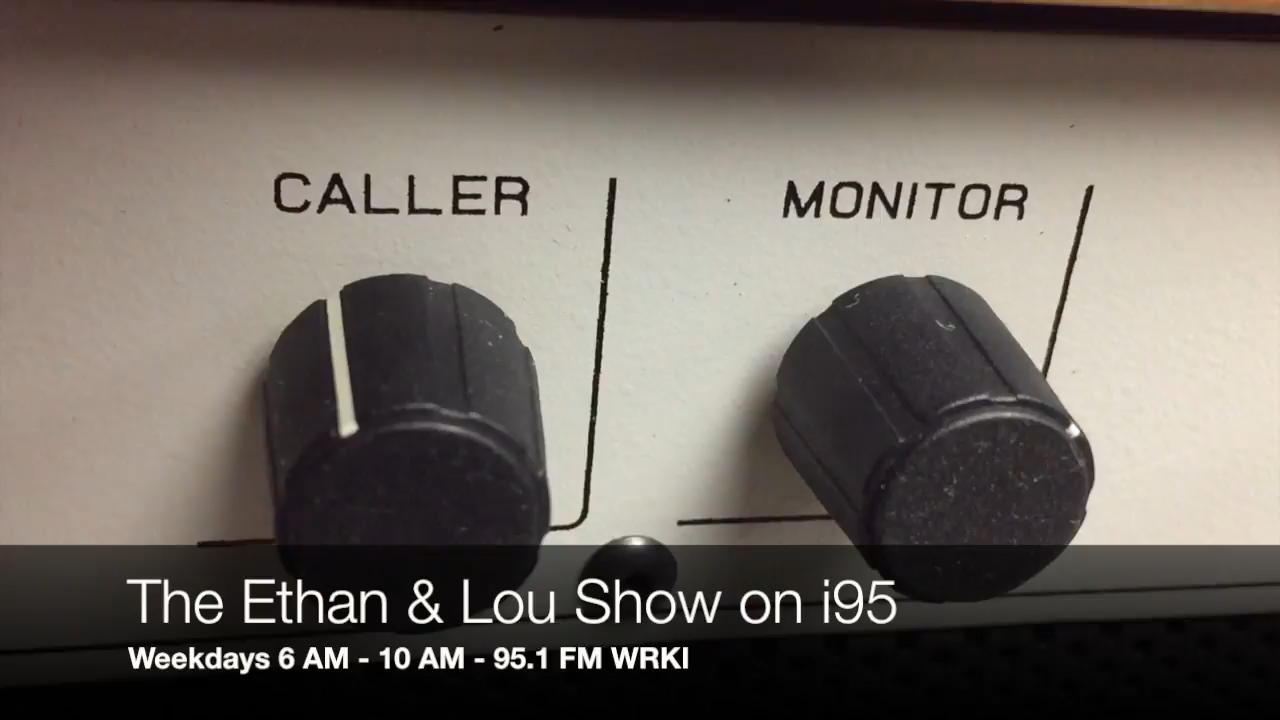 CALLER MONITOR
The Ethan & Lou Show on i95
Weekdays 6 AM - 10 AM - 95.1 FM WRKI